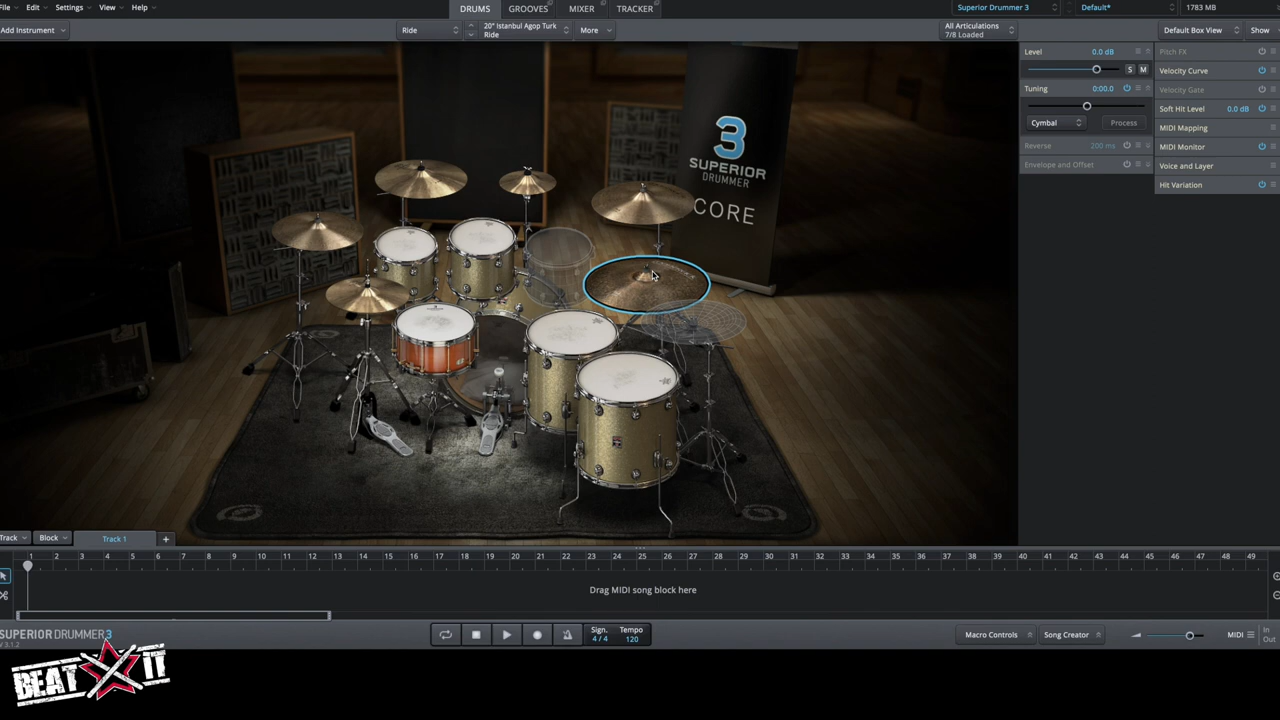 File Edit Settings View Help
DRUMS GROOVES MIXER TRACKER
Superior Drummer 3 Default* 1783 MB
Add Instrument
Ride
20" Istanbul Agop Turk
Ride
More
All Articulations
7/8 Loaded
Default Box View Show
Level 0.0 dB
S M
Tuning 0:00.0
Cymbal Process
Reverse 200 ms
Envelope and Offset
Pitch FX
Velocity Curve
Velocity Gate
Soft Hit Level 0.0 dB
MIDI Mapping
MIDI Monitor
Voice and Layer
Hit Variation
3
SUPERIOR
DRUMMER
CORE
Track Block Track 1 +
1 2 3 4 5 6 7 8 9 10 11 12 13 14 15 16 17 18 19 20 21 22 23 24 25 26 27 28 29 30 31 32 33 34 35 36 37 38 39 40 41 42 43 44 45 46 47 48 49
Drag MIDI song block here
SUPERIOR DRUMMER 3
V 3.1.2
Sign.
4 / 4
Tempo
120
Macro Controls Song Creator MIDI
In
Out
BEAT IT